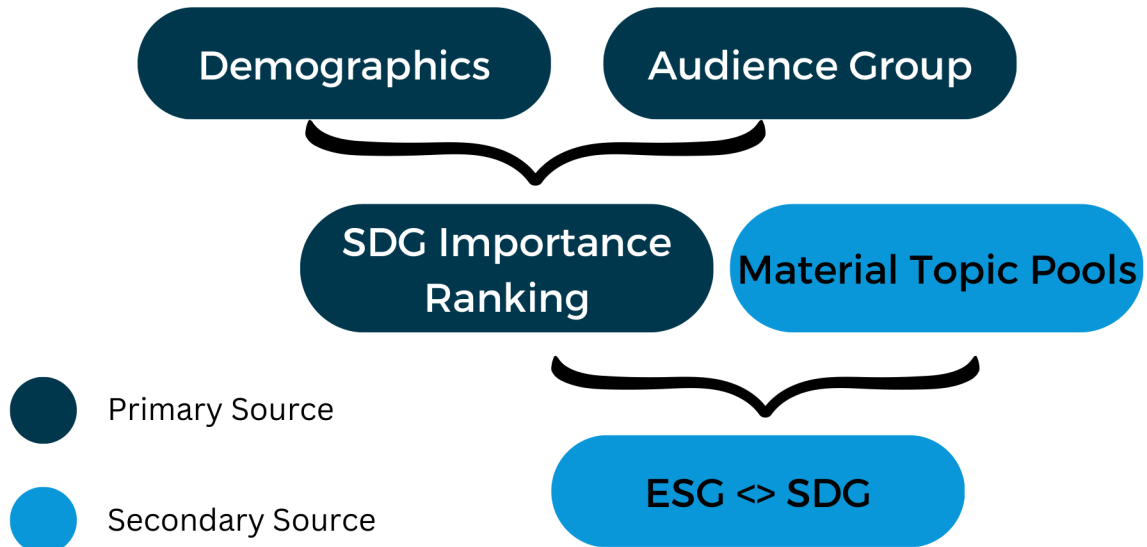 Demographics
Audience Group
SDG Importance
Ranking
Material Topic Pools
Primary Source
ESG <> SDG
Secondary Source